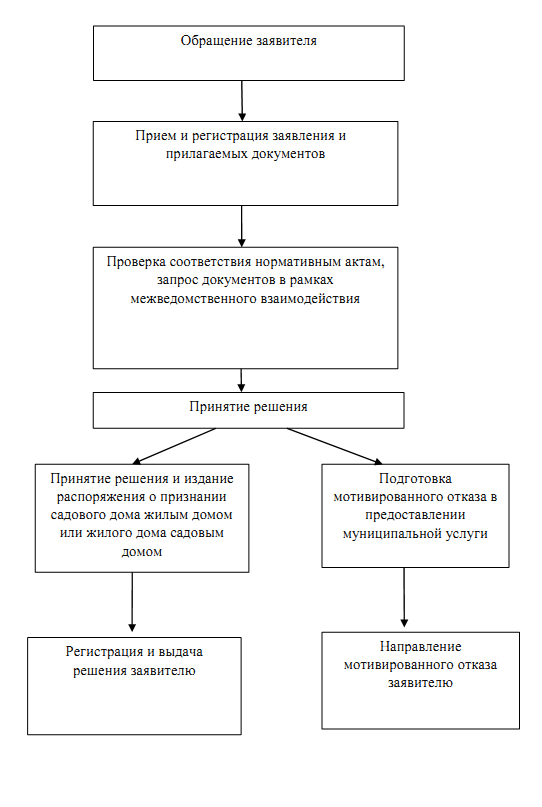 Обращение заявителя
Прием и регистрация заявления и
прилагаемых документов
Проверка соответствия нормативным актам,
запрос документов в рамках
межведомственного взаимодействия
Принятие решения
Принятие решения и издание
распоряжения о признании
садового дома жилым домом
или жилого дома садовым
домом
Подготовка
мотивированного отказа в
предоставлении
муниципальной услуги
Регистрация и выдача
решения заявителю
Направление
мотивированного отказа
заявителю